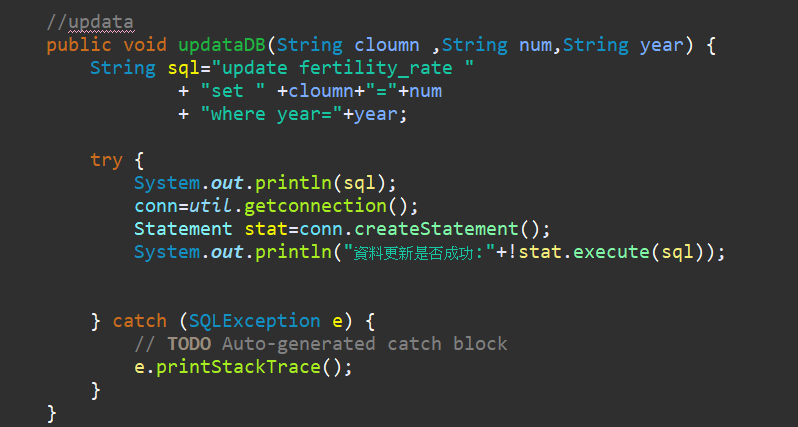 //updata
public void updataDB(String cloumn ,String num,String year) {
String sql="update fertility_rate "
+ "set " +cloumn+"="+num
+ "where year="+year;
try {
System.out.println(sql);
conn=util.getconnection();
Statement stat=conn.createStatement();
System.out.println("資料更新是否成功:"+!stat.execute(sql));
} catch (SQLException e) {
// TODO Auto-generated catch block
e.printStackTrace();
}
}